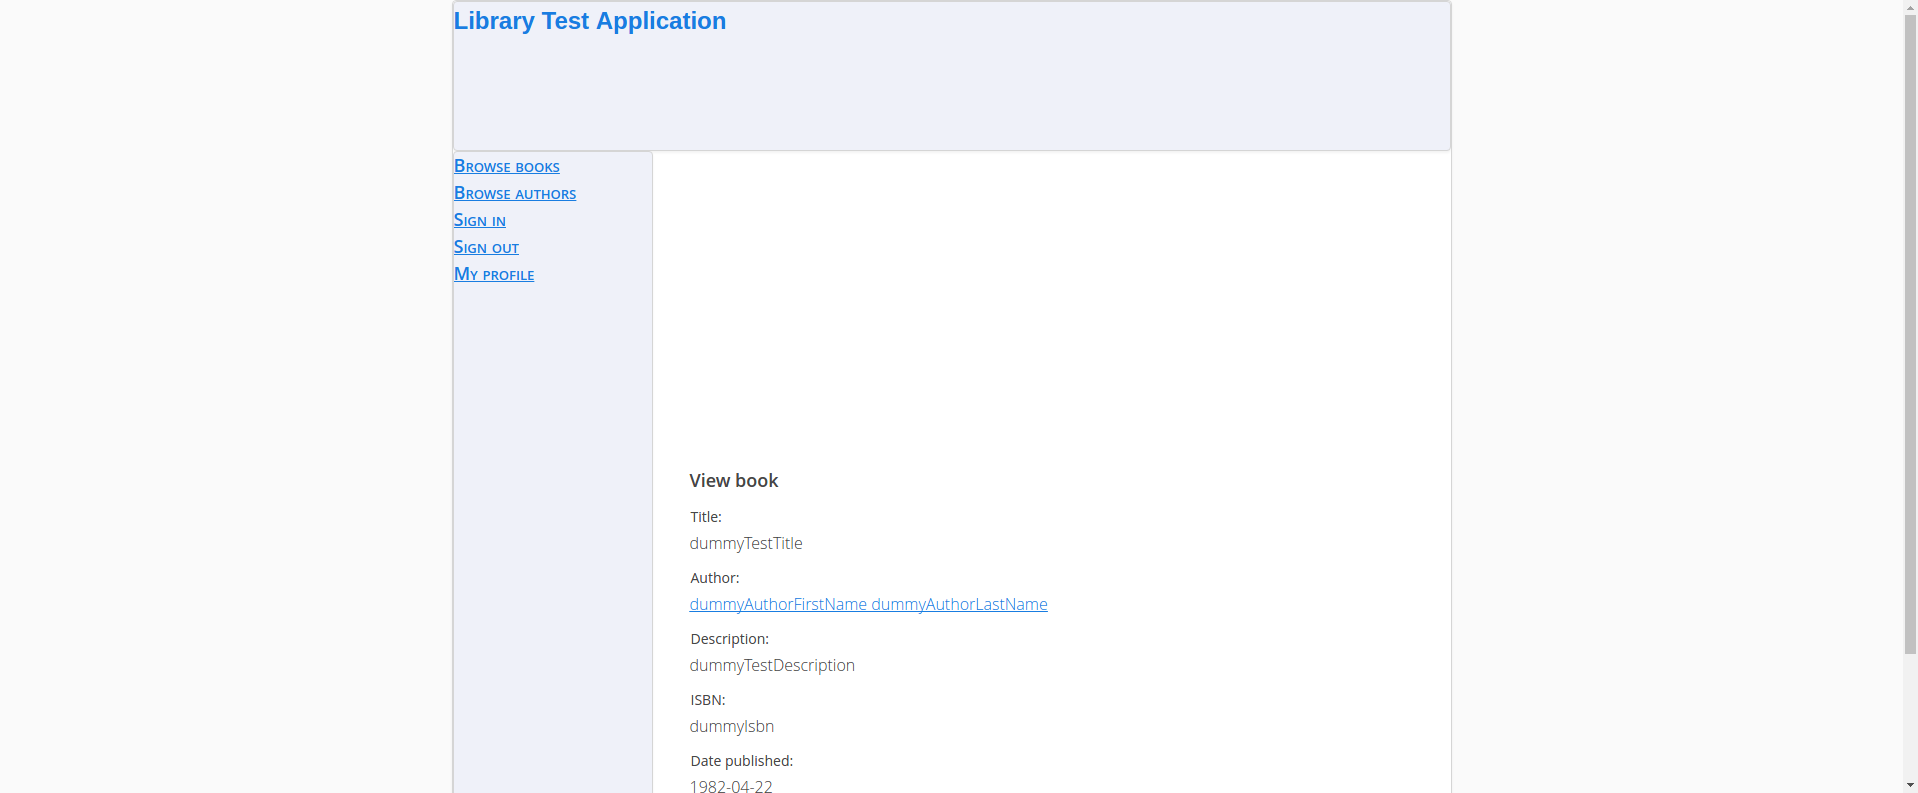 Library Test Application
Browse books
Browse authors
Sign in
Sign out
My profile
View book
Title:
dummyTestTitle
Author:
dummyAuthorFirstName dummyAuthorLastName
Description:
dummyTestDescription
ISBN:
dummyIsbn
Date published:
1982-04-22